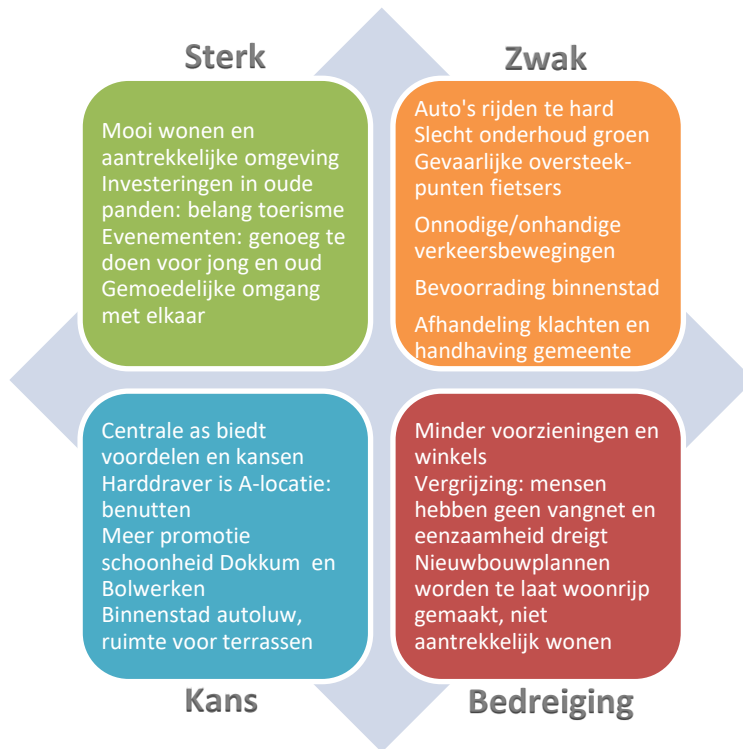 Sterk
Mooi wonen en
aantrekkelijke omgeving
Investeringen in oude
panden: belang toerisme
Evenementen: genoeg te
doen voor jong en oud
Gemoedelijke omgang
met elkaar
Zwak
Auto's rijden te hard
Slecht onderhoud groen
Gevaarlijke oversteek-
punten fietsers
Onnodige/onhandige
verkeersbewegingen
Bevoorrading binnenstad
Afhandeling klachten en
handhaving gemeente
Centrale as biedt
voordelen en kansen
Harddraver is A-locatie:
benutten
Meer promotie
schoonheid Dokkum en
Bolwerken
Binnenstad autoluw,
ruimte voor terrassen
Kans
Minder voorzieningen en
winkels
Vergrijzing: mensen
hebben geen vangnet en
eenzaamheid dreigt
Nieuwbouwplannen
worden te laat woonrijp
gemaakt, niet
aantrekkelijk wonen
Bedreiging